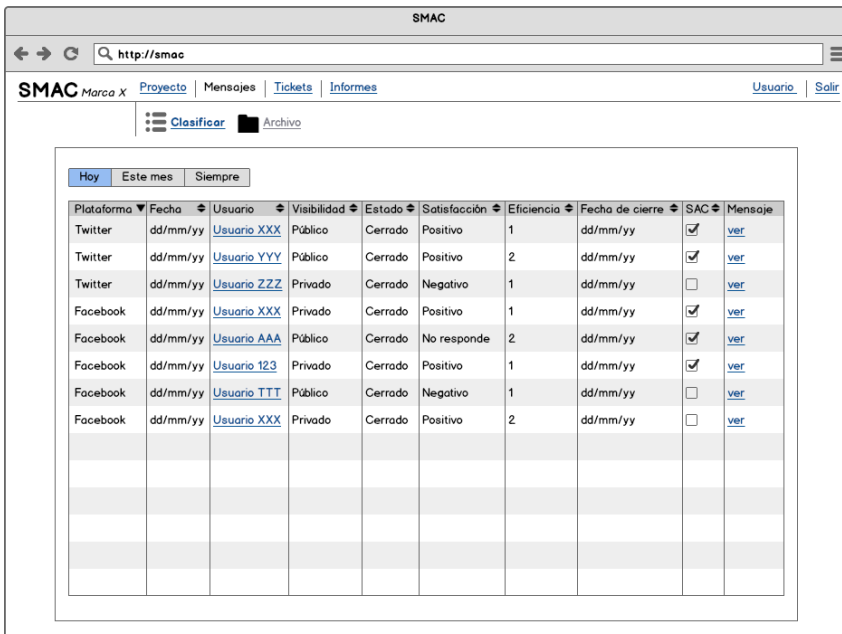 SMAC
http://smac
SMAC Marca X Proyecto Mensajes Tickets Informes Usuario Salir
Clasificar Archivo
Hoy Este mes Siempre
Plataforma Fecha Usuario Visibilidad Estado Satisfacción Eficiencia Fecha de cierre SAC Mensaje
Twitter dd/mm/yy Usuario XXX Público Cerrado Positivo 1 dd/mm/yy ver
Twitter dd/mm/yy Usuario YYY Público Cerrado Positivo 2 dd/mm/yy ver
Twitter dd/mm/yy Usuario ZZZ Privado Cerrado Negativo 1 dd/mm/yy ver
Facebook dd/mm/yy Usuario XXX Privado Cerrado Positivo 1 dd/mm/yy ver
Facebook dd/mm/yy Usuario AAA Público Cerrado No responde 2 dd/mm/yy ver
Facebook dd/mm/yy Usuario 123 Privado Cerrado Positivo 1 dd/mm/yy ver
Facebook dd/mm/yy Usuario TTT Público Cerrado Negativo 1 dd/mm/yy ver
Facebook dd/mm/yy Usuario XXX Privado Cerrado Positivo 2 dd/mm/yy ver